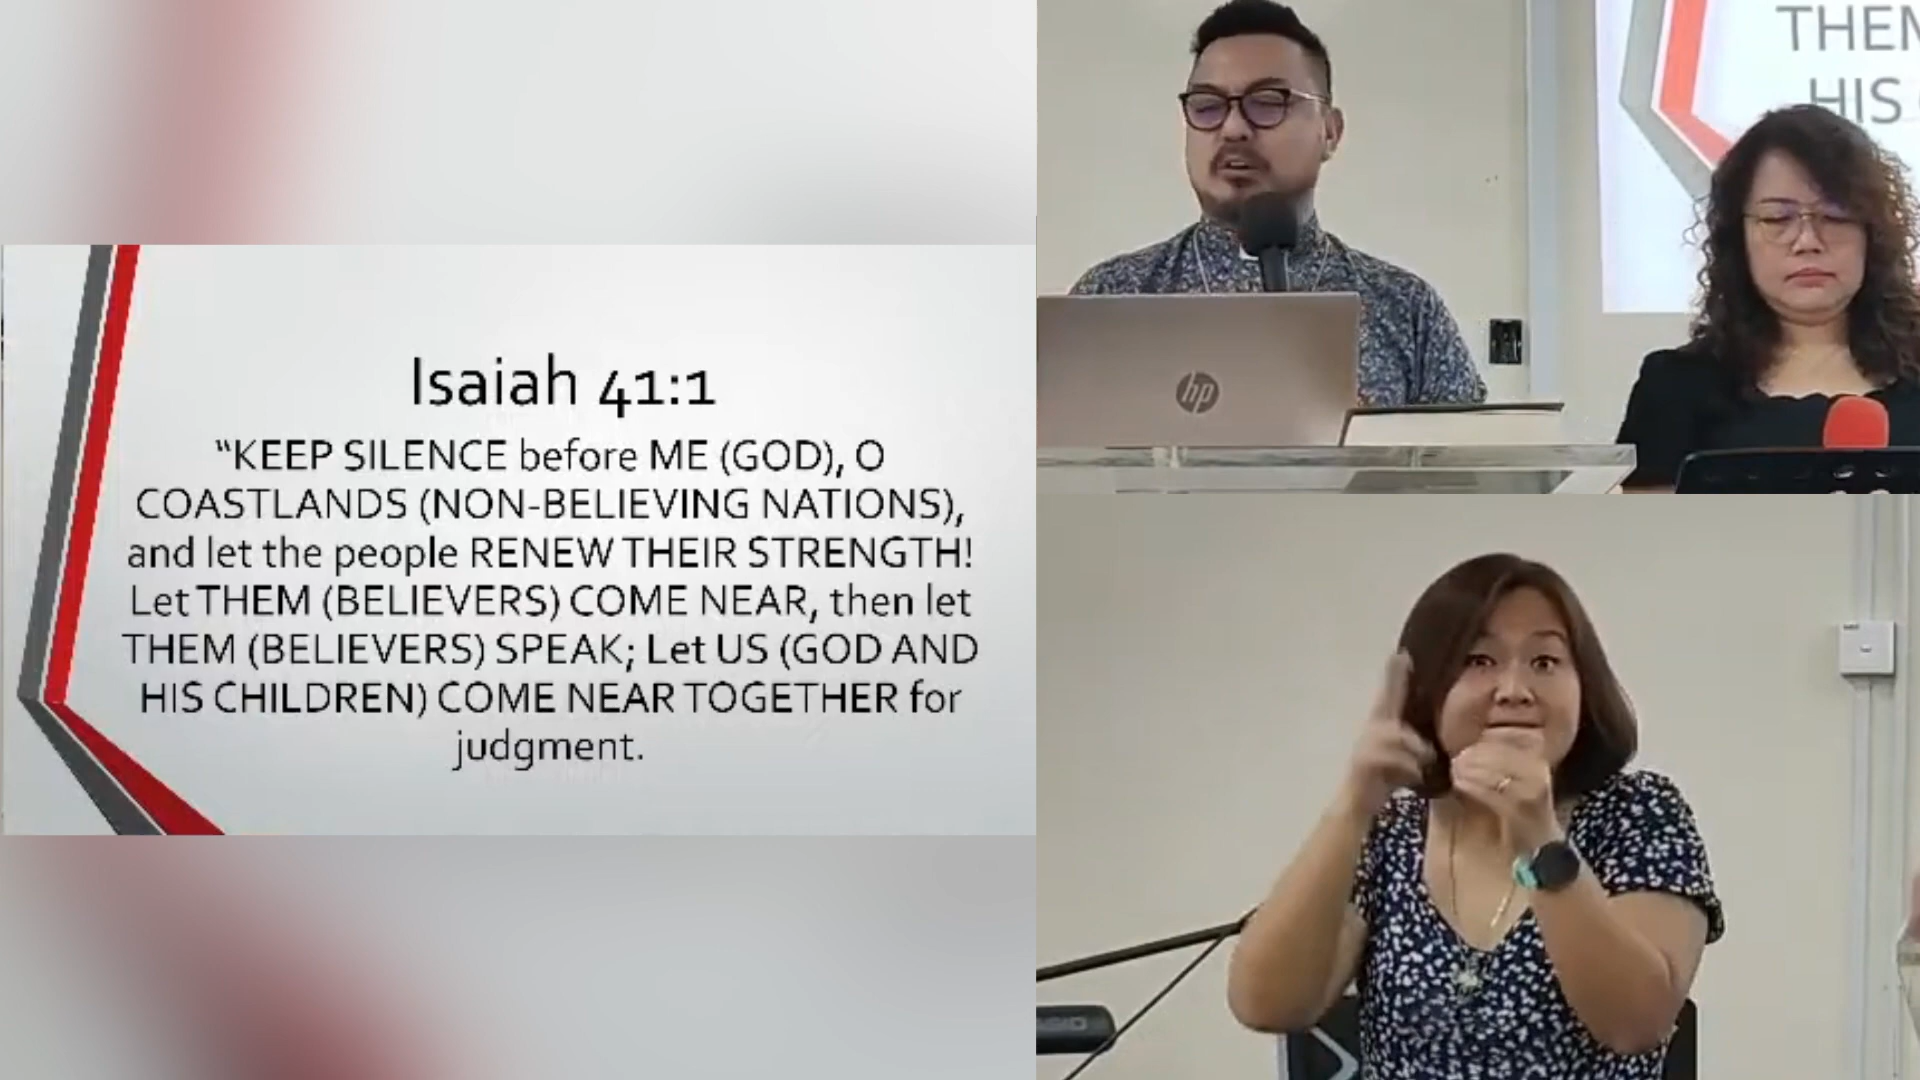 Isaiah 41:1
“KEEP SILENCE before ME (GOD), O
COASTLANDS (NON-BELIEVING NATIONS),
and let the people RENEW THEIR STRENGTH!
Let THEM (BELIEVERS) COME NEAR, then let
THEM (BELIEVERS) SPEAK; Let US (GOD AND
HIS CHILDREN) COME NEAR TOGETHER for
judgment.
THEM
HIS
hp